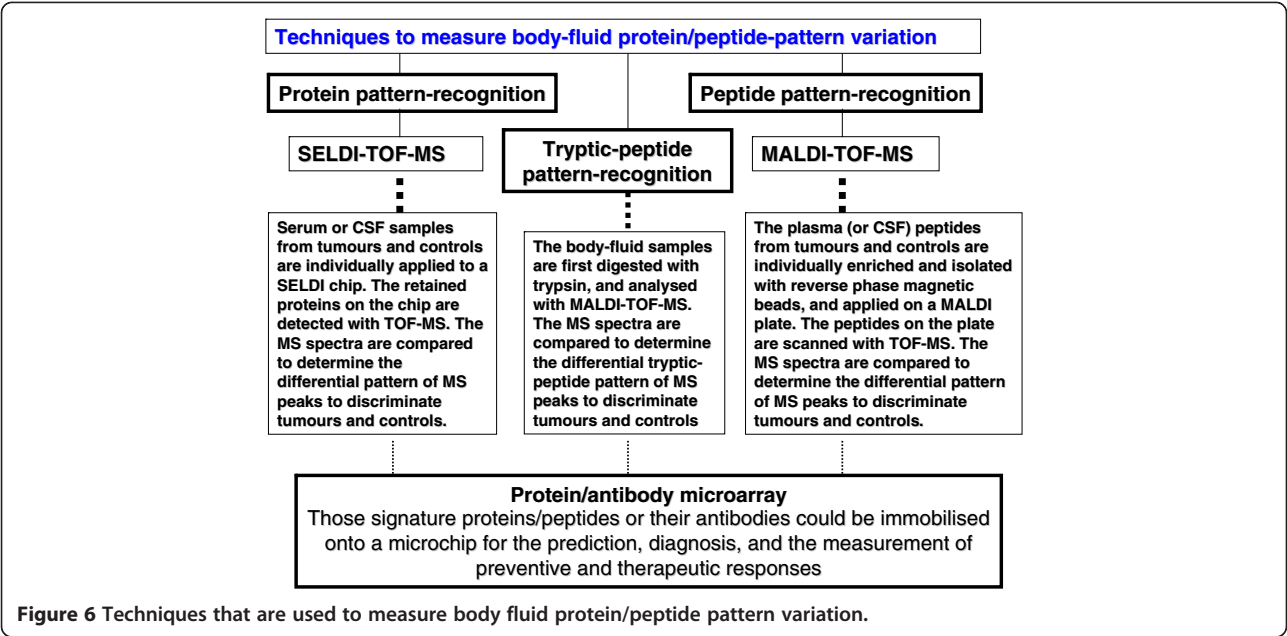 Techniques to measure body-fluid protein/peptide-pattern variation
Protein pattern-recognition
Peptide pattern-recognition
SELDI-TOF-MS
Tryptic-peptide
pattern-recognition
MALDI-TOF-MS
Serum or CSF samples
from tumours and controls
are individually applied to a
SELDI chip. The retained
proteins on the chip are
detected with TOF-MS. The
MS spectra are compared
to determine the
differential pattern of MS
peaks to discriminate
tumours and controls.
The body-fluid samples
are first digested with
trypsin, and analysed
with MALDI-TOF-MS.
The MS spectra are
compared to determine
the differential tryptic-
peptide pattern of MS
peaks to discriminate
tumours and controls
The plasma (or CSF) peptides
from tumours and controls are
individually enriched and isolated
with reverse phase magnetic
beads, and applied on a MALDI
plate. The peptides on the plate
are scanned with TOF-MS. The
MS spectra are compared to
determine the differential pattern
of MS peaks to discriminate
tumours and controls.
Protein/antibody microarray
Those signature proteins/peptides or their antibodies could be immobilised
onto a microchip for the prediction, diagnosis, and the measurement of
preventive and therapeutic responses
Figure 6 Techniques that are used to measure body fluid protein/peptide pattern variation.